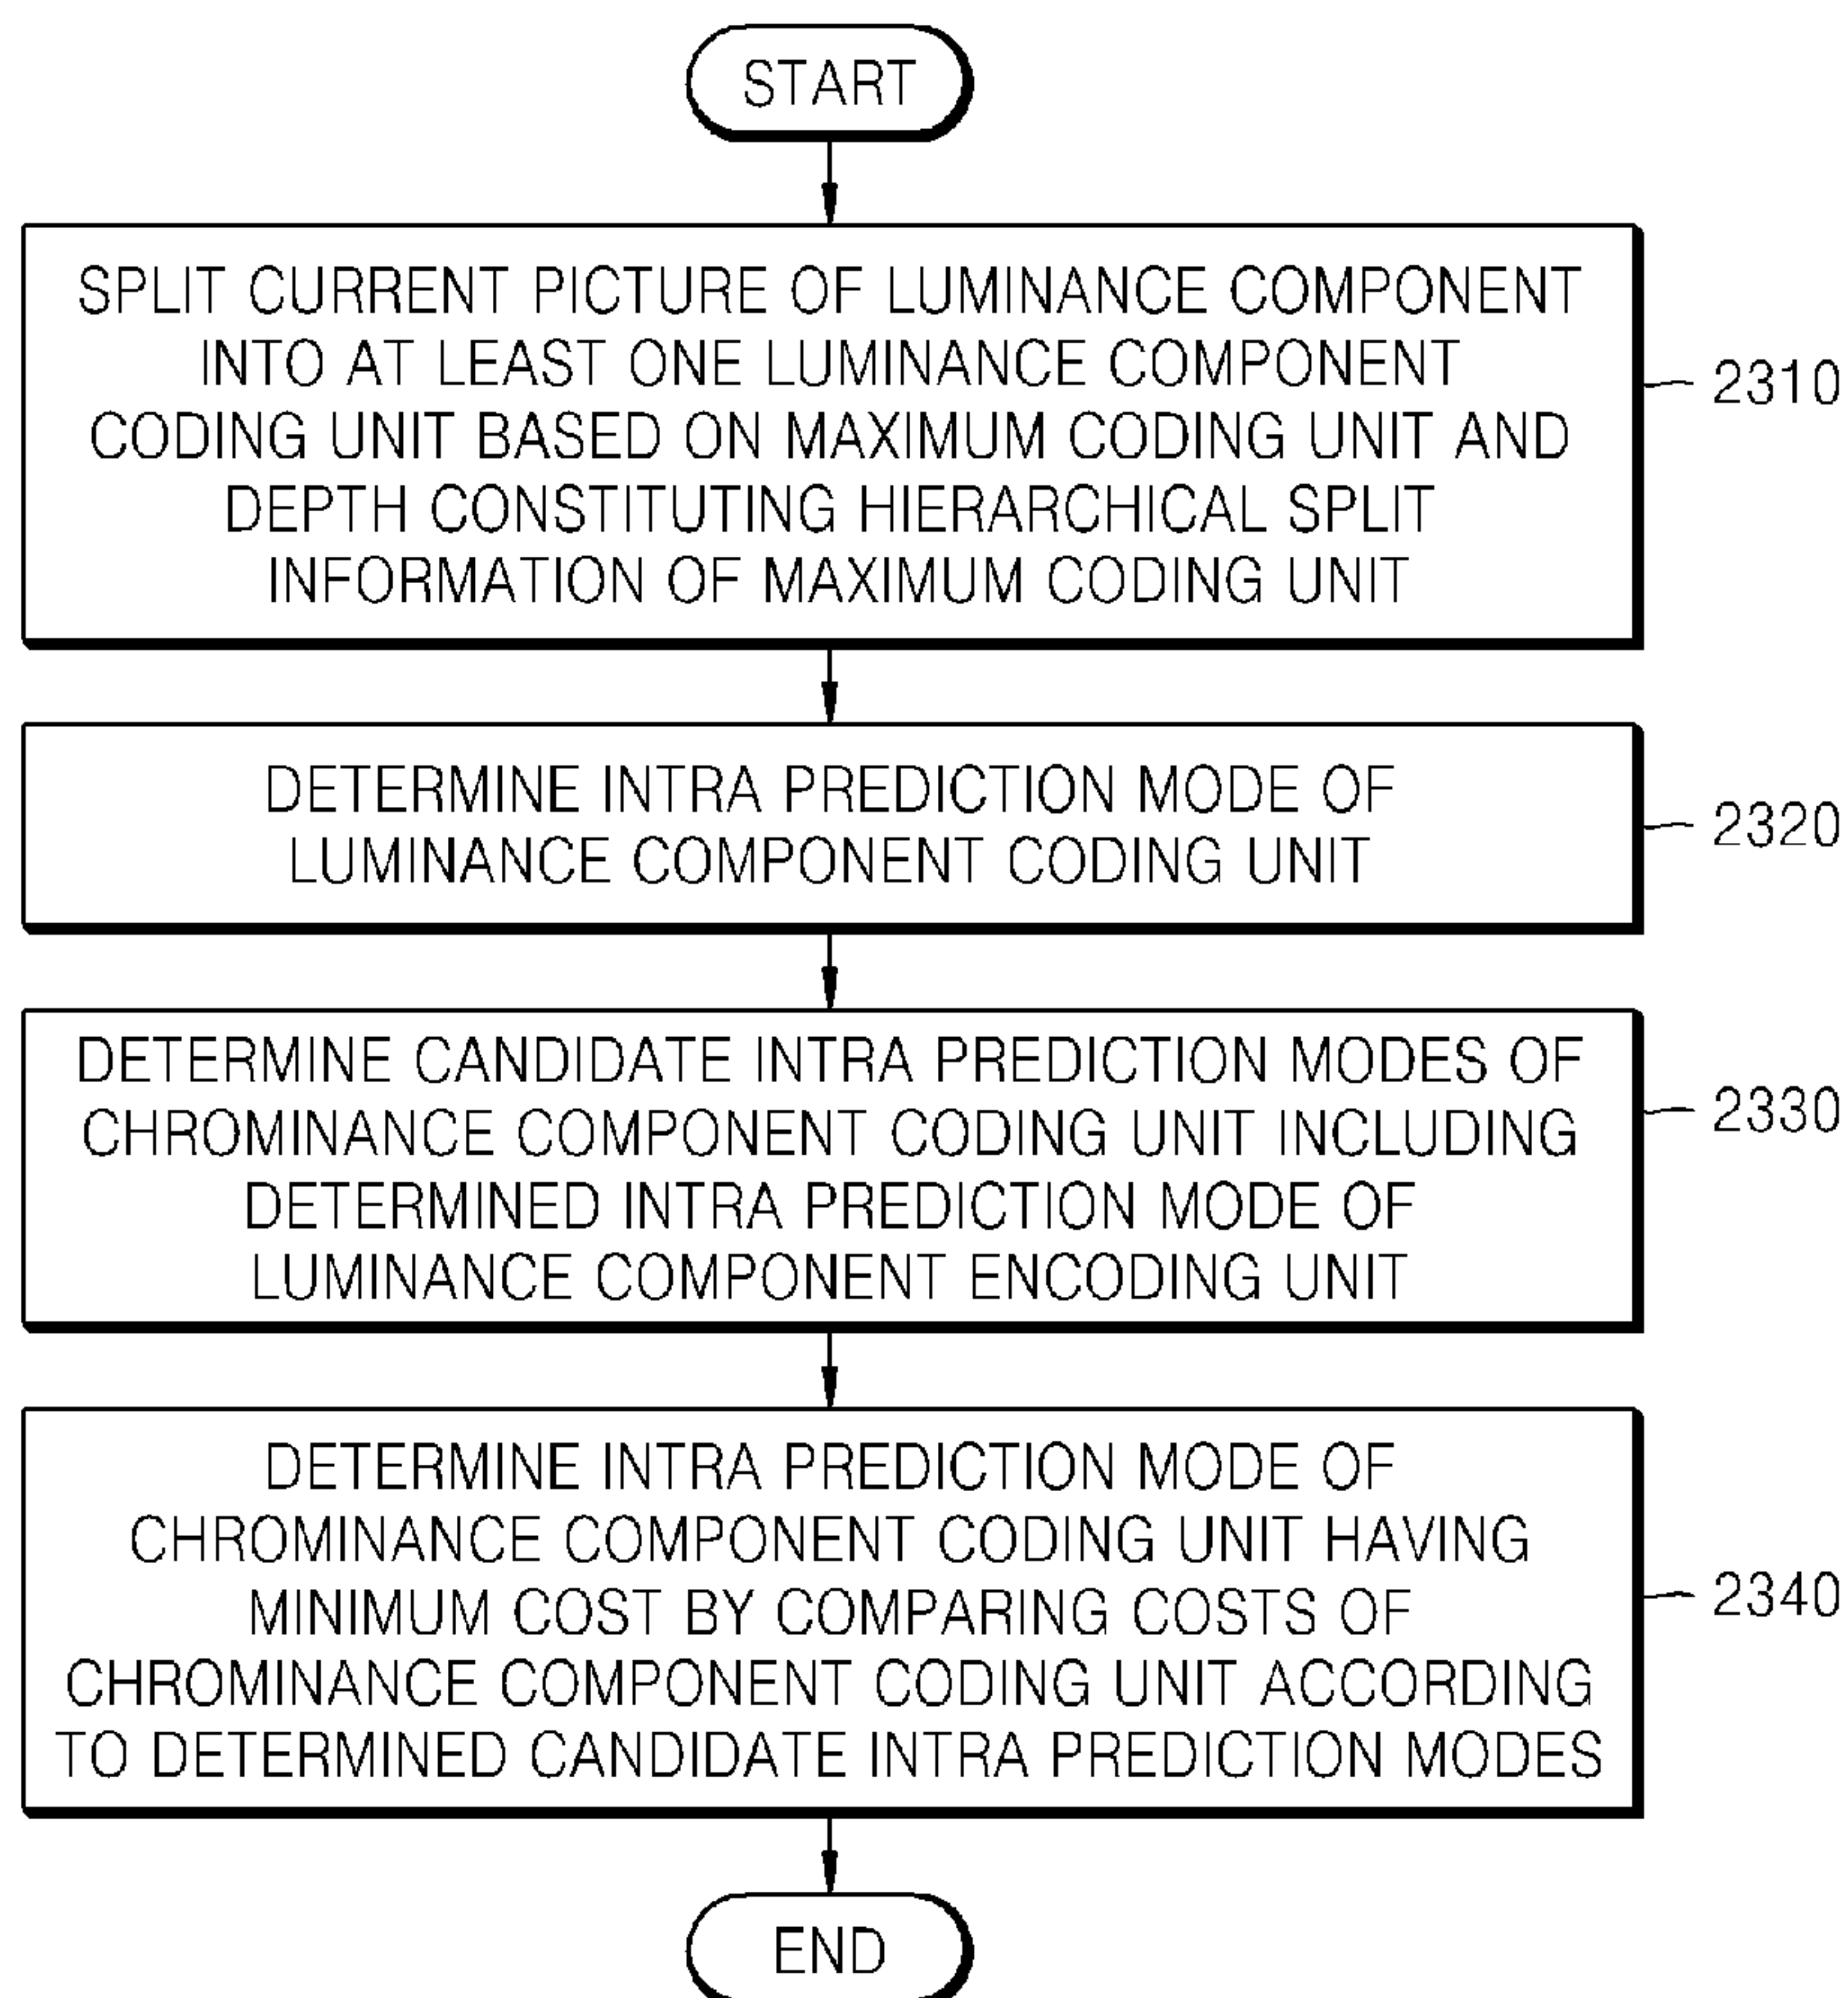 START
SPLIT CURRENT PICTURE OF LUMINANCE COMPONENT
INTO AT LEAST ONE LUMINANCE COMPONENT
CODING UNIT BASED ON MAXIMUM CODING UNIT AND
DEPTH CONSTITUTING HIERARCHICAL SPLIT
INFORMATION OF MAXIMUM CODING UNIT
2310
DETERMINE INTRA PREDICTION MODE OF
LUMINANCE COMPONENT CODING UNIT
2320
DETERMINE CANDIDATE INTRA PREDICTION MODES OF
CHROMINANCE COMPONENT CODING UNIT INCLUDING
DETERMINED INTRA PREDICTION MODE OF
LUMINANCE COMPONENT ENCODING UNIT
2330
DETERMINE INTRA PREDICTION MODE OF
CHROMINANCE COMPONENT CODING UNIT HAVING
MINIMUM COST BY COMPARING COSTS OF
CHROMINANCE COMPONENT CODING UNIT ACCORDING
TO DETERMINED CANDIDATE INTRA PREDICTION MODES
2340
END